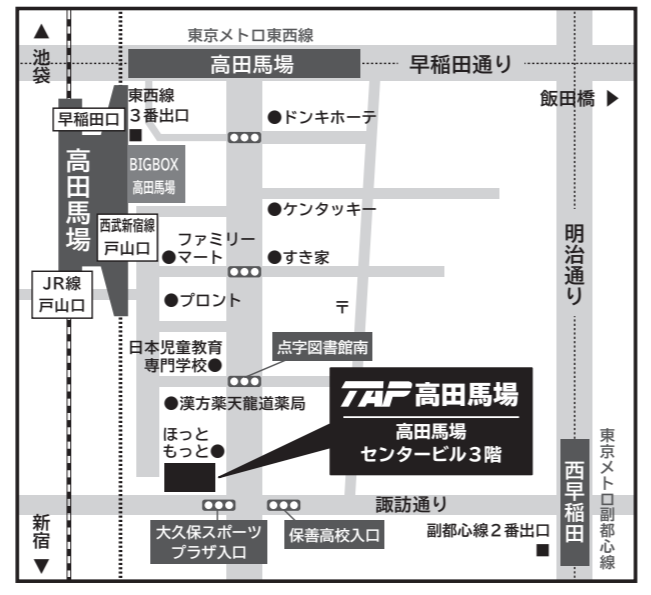 東京メトロ東西線
▲
池袋
高田馬場
早稲田通り
飯田橋 ▶
早稲田口
東西線
3番出口
■
●ドンキホーテ
高田馬場
BIGBOX
高田馬場
西武新宿線
戸山口
●ケンタッキー
明治通り
ファミリー
●マート
●すき家
JR線
戸山口
●プロント
〒
日本児童教育
専門学校●
点字図書館南
●漢方薬天龍道薬局
TAP高田馬場
高田馬場
センタービル3階
ほっと
もっと●
東京メトロ副都心線
西早稲田
諏訪通り
新宿
▼
大久保スポーツ
プラザ入口
保善高校入口
副都心線2番出口
■